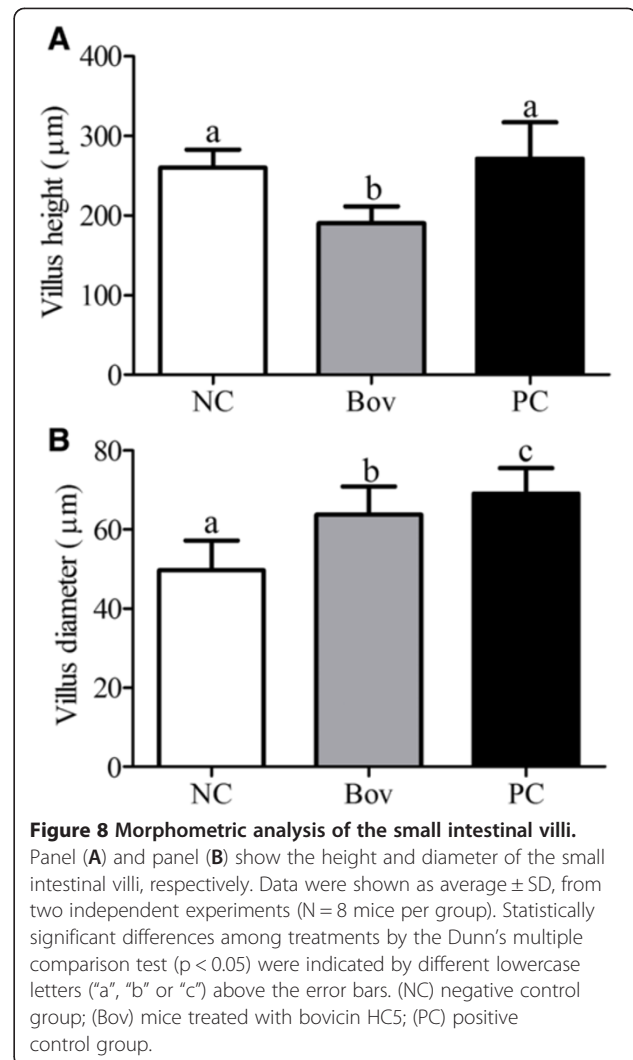 A
400
300
200
100
0
Villus height ( μm)
a
b
a
NC Bov PC
B
80
60
40
20
0
Villus diameter ( μm)
a
b
c
NC Bov PC
Figure 8 Morphometric analysis of the small intestinal villi.
Panel (A) and panel (B) show the height and diameter of the small
intestinal villi, respectively. Data were shown as average ± SD, from
two independent experiments (N = 8 mice per group). Statistically
significant differences among treatments by the Dunn's multiple
comparison test (p < 0.05) were indicated by different lowercase
letters ("a", "b" or "c") above the error bars. (NC) negative control
group; (Bov) mice treated with bovicin HC5; (PC) positive
control group.